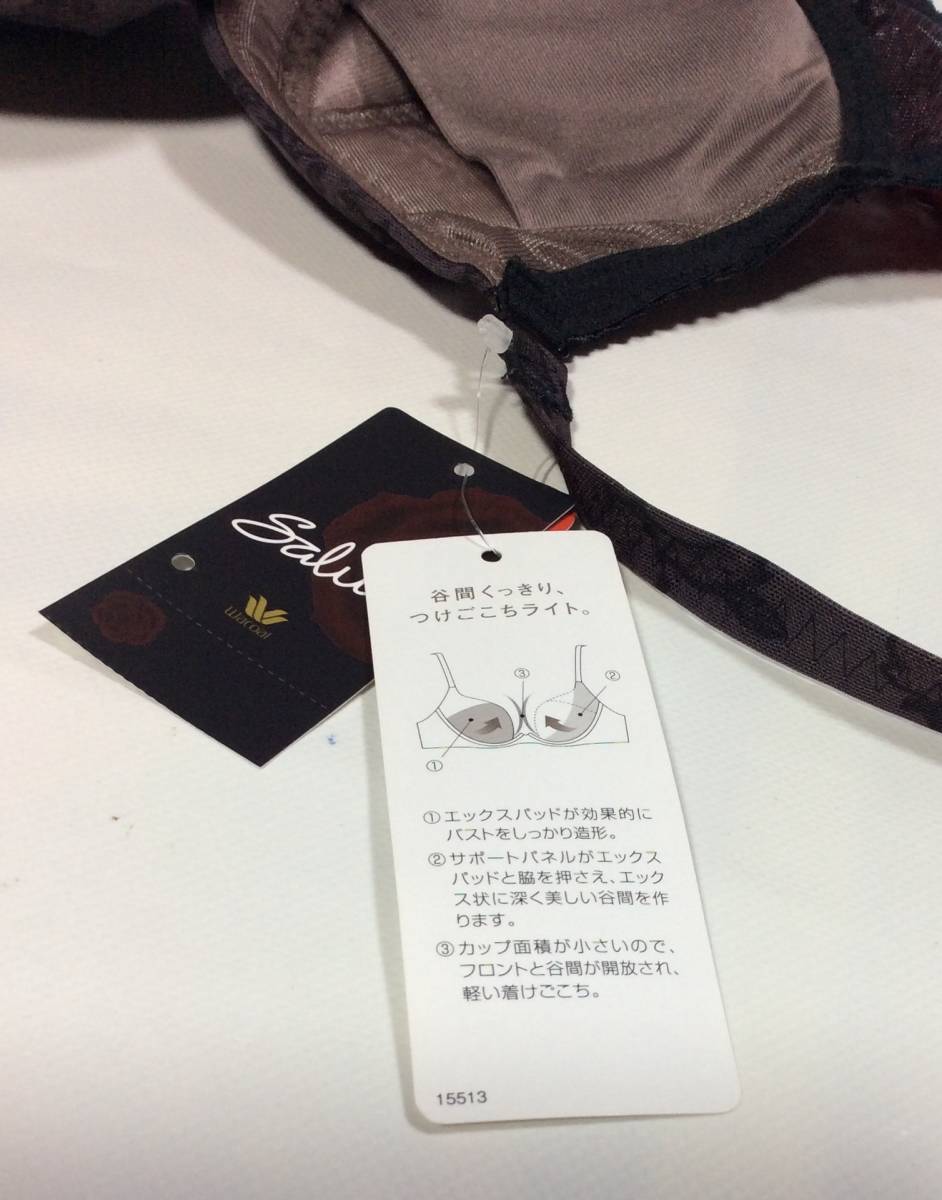 Salu
wacoal
谷間くっきり、
つけごこちライト。
③
②
①
①エックスパッドが効果的に
バストをしっかり造形。
②サポートパネルがエックス
パッドと脇を押さえ、エック
ス状に深く美しい谷間を作
ります。
③カップ面積が小さいので、
フロントと谷間が開放され、
軽い着けごこち。
15513